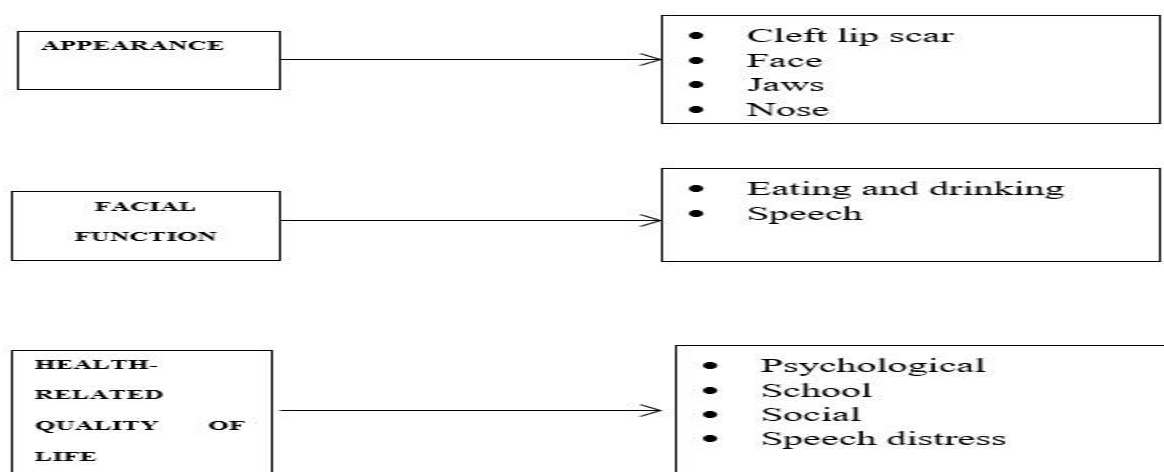 APPEARANCE
• Cleft lip scar
• Face
• Jaws
• Nose
FACIAL
FUNCTION
• Eating and drinking
• Speech
HEALTH-
RELATED
QUALITY OF
LIFE
• Psychological
• School
• Social
• Speech distress